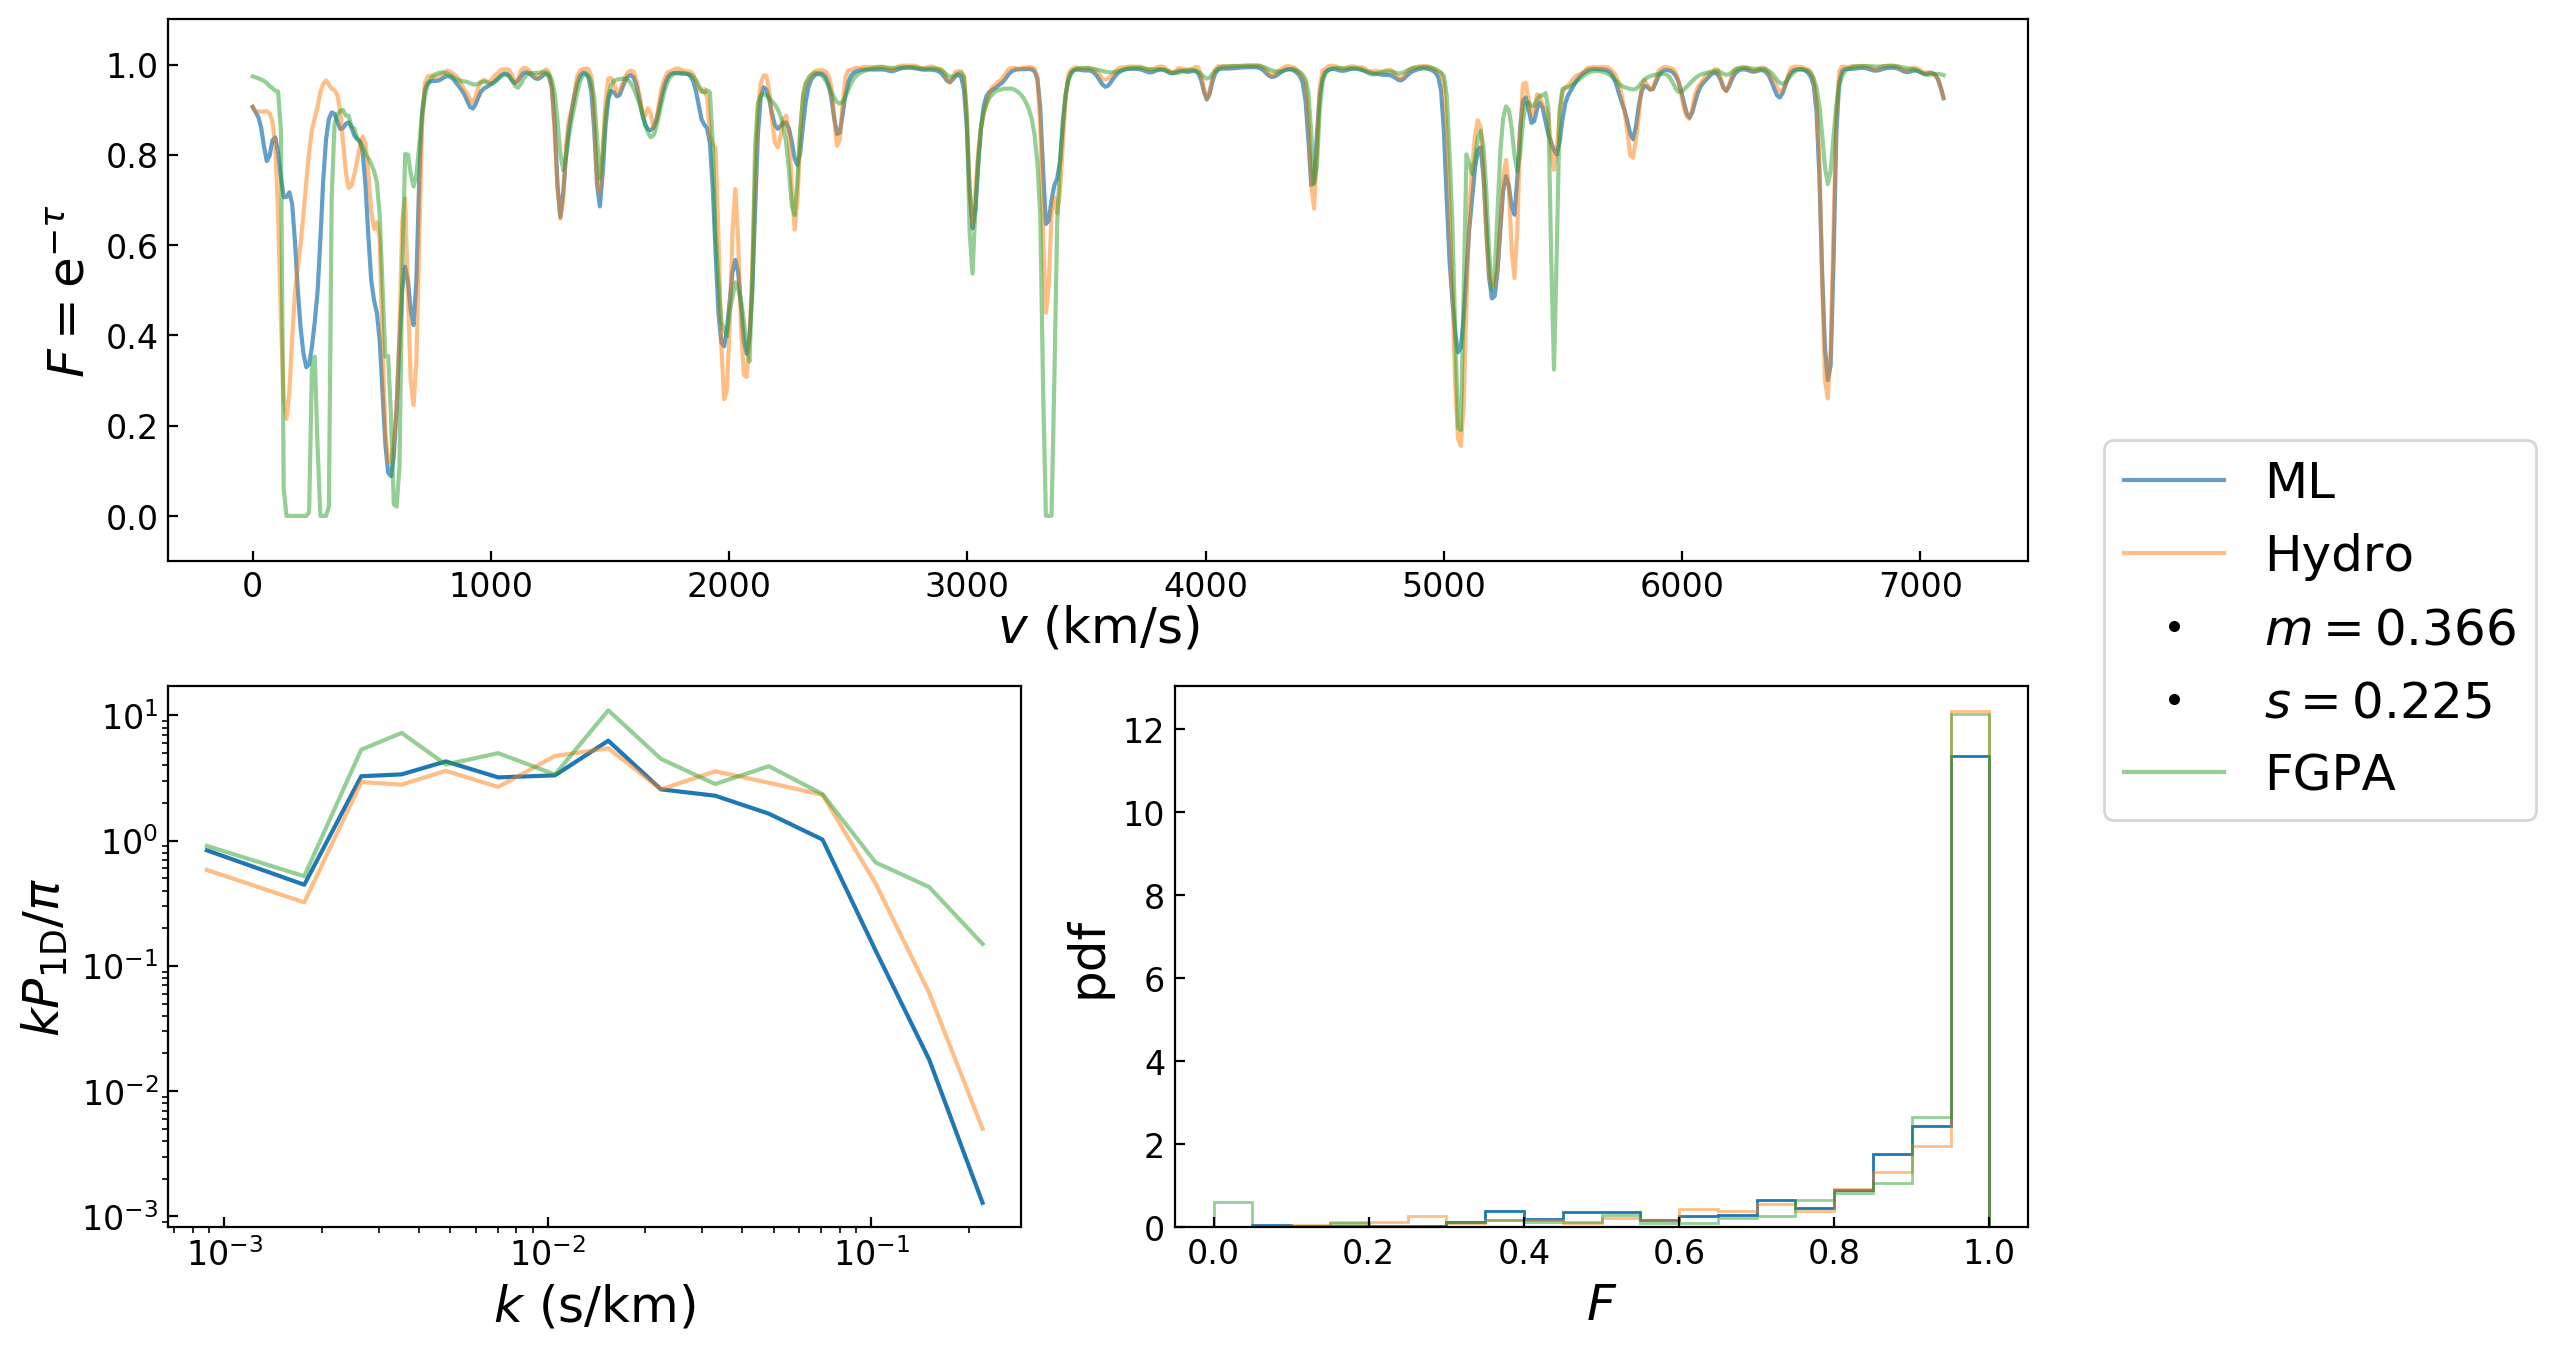 1.0
0.8
0.6
0.4
0.2
0.0
F = e^{−τ}
0 1000 2000 3000 4000 5000 6000 7000
v (km/s)
ML
Hydro
m = 0.366
s = 0.225
FGPA
10^1
10^0
10^{−1}
10^{−2}
10^{−3}
kP_{1D}/π
10^{−3} 10^{−2} 10^{−1}
k (s/km)
12
10
8
6
4
2
0
pdf
0.0 0.2 0.4 0.6 0.8 1.0
F